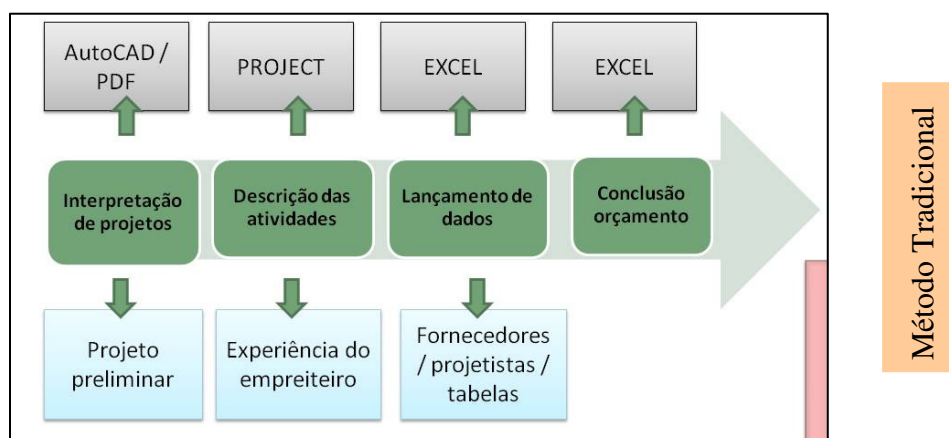 AutoCAD /
PDF
PROJECT
EXCEL
EXCEL
Interpretação
de projetos
Descrição das
atividades
Lançamento de
dados
Conclusão
orçamento
Projeto
preliminar
Experiência do
empreiteiro
Fornecedores
/ projetistas /
tabelas
Método Tradicional